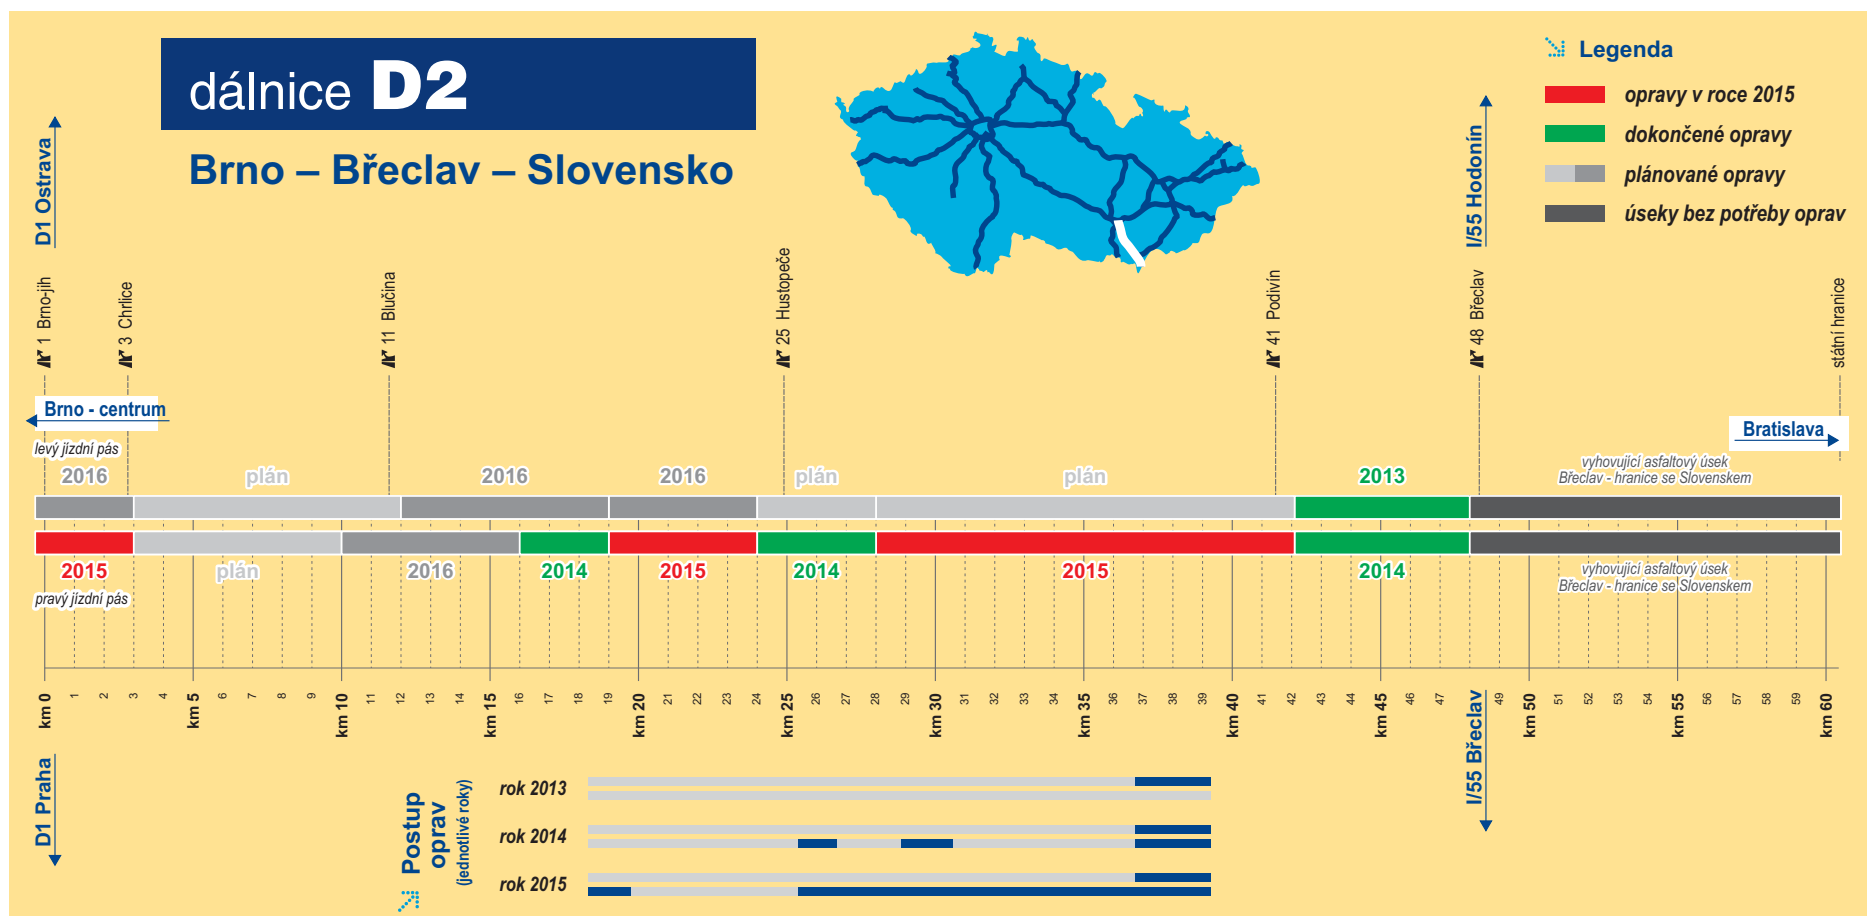 dálnice D2
Brno – Břeclav – Slovensko
Legenda
opravy v roce 2015
dokončené opravy
plánované opravy
úseky bez potřeby oprav
D1 Ostrava
I/55 Hodonín
1 Brno-jih
3 Chrlice
11 Blučina
25 Hustopeče
41 Podivín
48 Břeclav
státní hranice
Brno - centrum
Bratislava
levý jízdní pás
2016
plán
2016
2016
plán
plán
2013
vyhovující asfaltový úsek
Břeclav - hranice se Slovenskem
2015
plán
2016
2014
2015
2014
2015
2014
vyhovující asfaltový úsek
Břeclav - hranice se Slovenskem
pravý jízdní pás
km 0
1
2
3
4
km 5
6
7
8
9
km 10
11
12
13
14
km 15
16
17
18
19
km 20
21
22
23
24
km 25
26
27
28
29
km 30
31
32
33
34
km 35
36
37
38
39
km 40
41
42
43
44
km 45
46
47
49
km 50
51
52
53
54
km 55
56
57
58
59
km 60
D1 Praha
I/55 Břeclav
Postup
oprav
(jednotlivé roky)
rok 2013
rok 2014
rok 2015